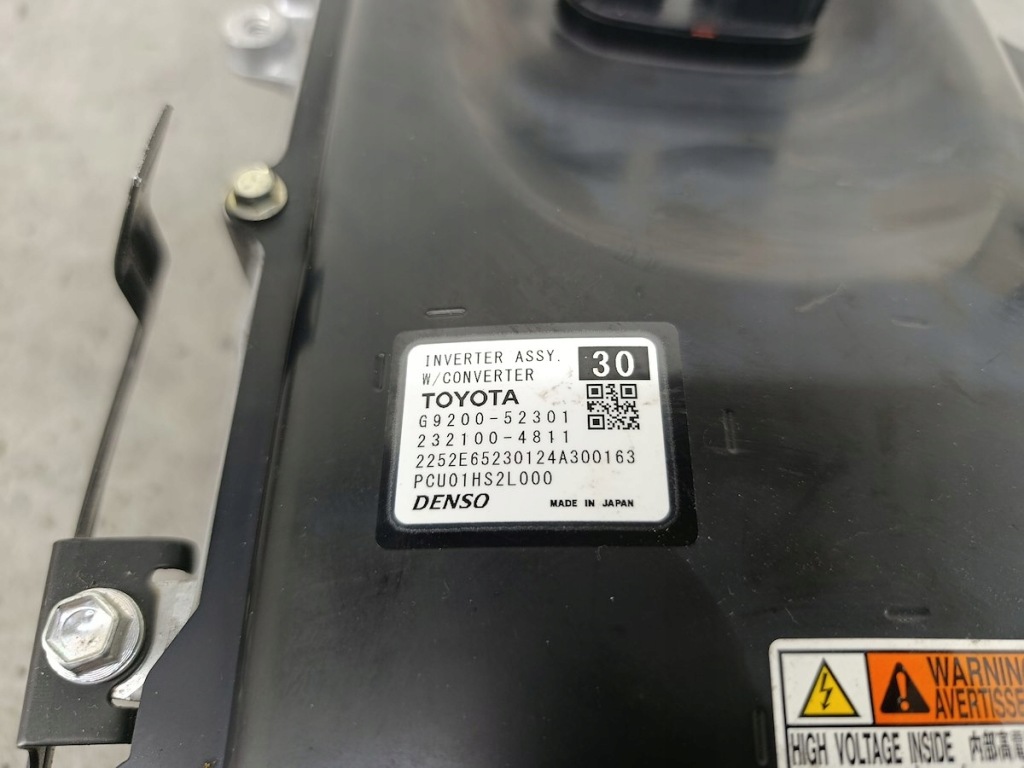 INVERTER ASSY.
W/CONVERTER
30
TOYOTA
G9200-52301
232100-4811
2252E65230124A300163
PCU01HS2L000
DENSO MADE IN JAPAN
WARNING
AVERTISSE
HIGH VOLTAGE INSIDE 内部高